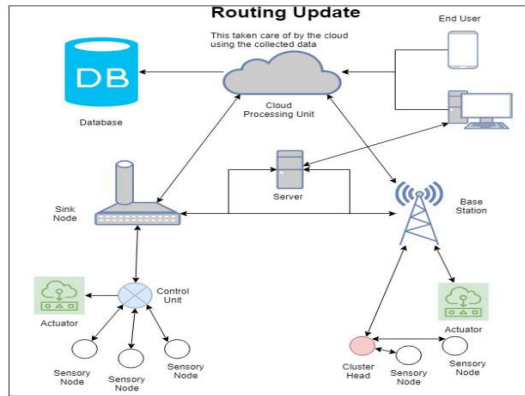 Routing Update
This taken care of by the cloud
using the collected data
End User
DB
Database
Cloud
Processing Unit
Server
Sink
Node
Base
Station
Control
Unit
Actuator
Actuator
Sensory
Node
Sensory
Node
Sensory
Node
Cluster
Head
Sensory
Node
Sensory
Node